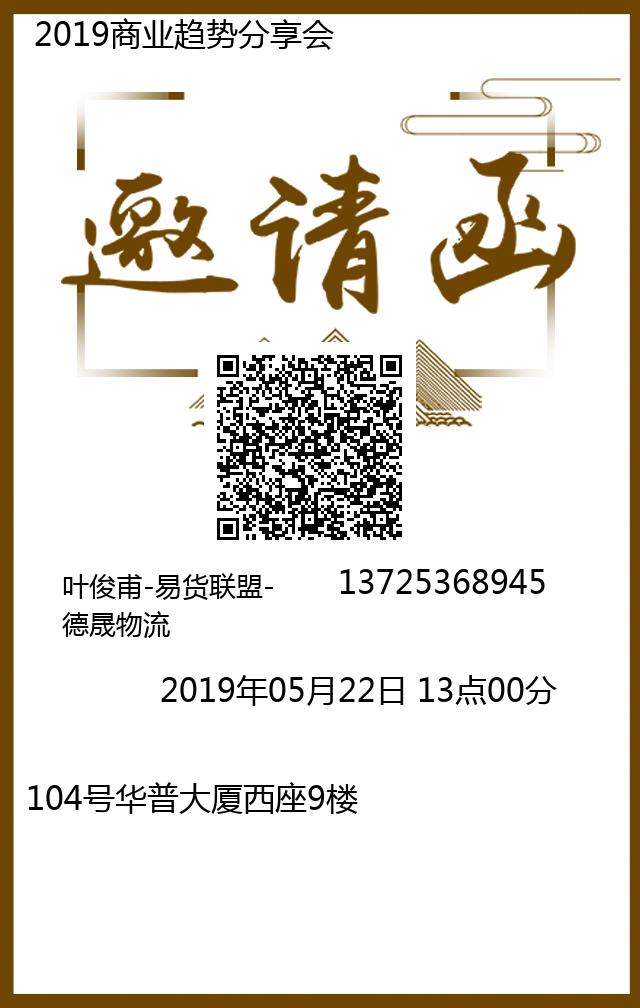 2019商业趋势分享会
邀请函
叶俊甫-易货联盟-
德晟物流
13725368945
2019年05月22日 13点00分
104号华普大厦西座9楼